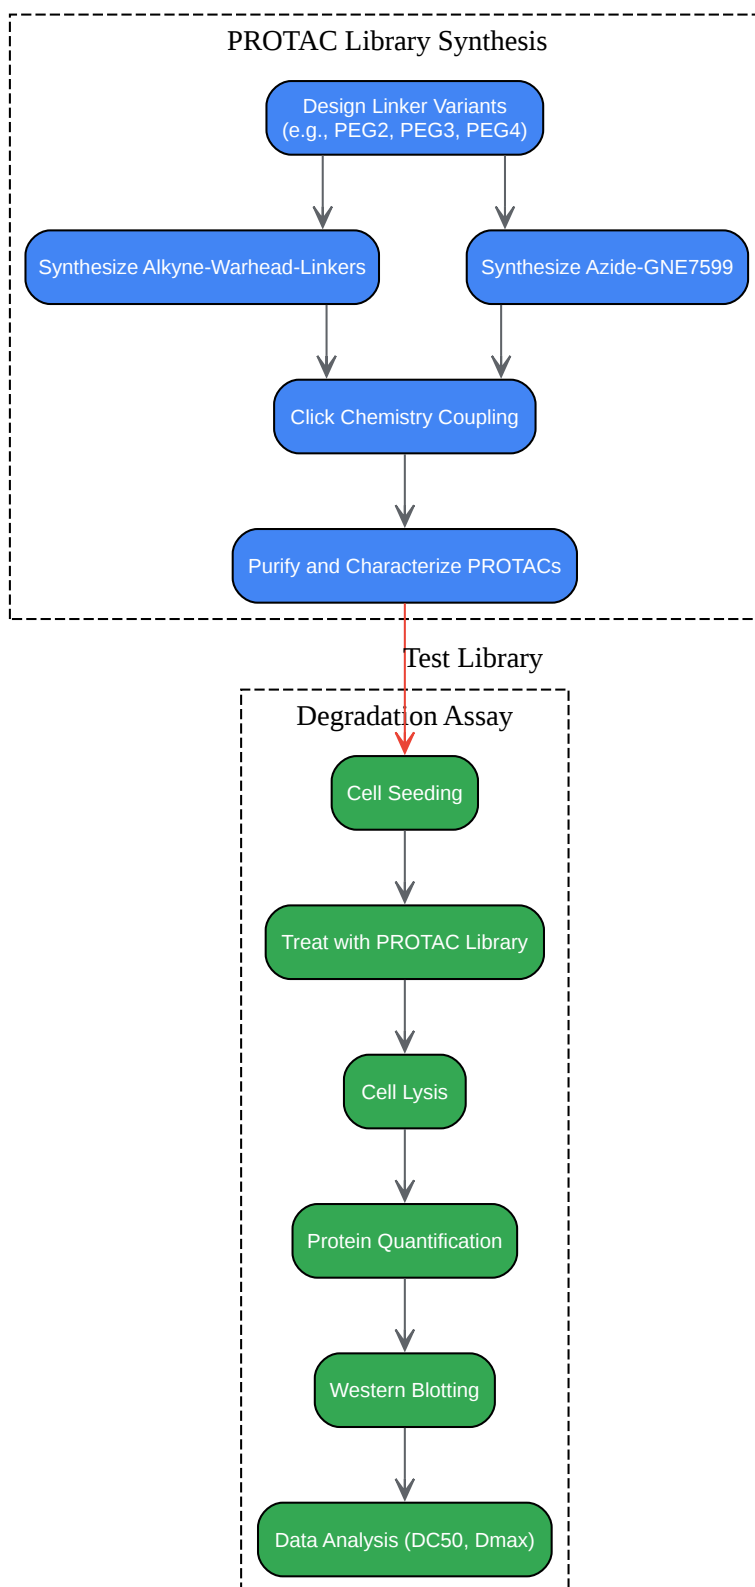 PROTAC Library Synthesis
Design Linker Variants
(e.g., PEG2, PEG3, PEG4)
Synthesize Alkyne-Warhead-Linkers
Synthesize Azide-GNE7599
Click Chemistry Coupling
Purify and Characterize PROTACs
Test Library
Degradation Assay
Cell Seeding
Treat with PROTAC Library
Cell Lysis
Protein Quantification
Western Blotting
Data Analysis (DC50, Dmax)